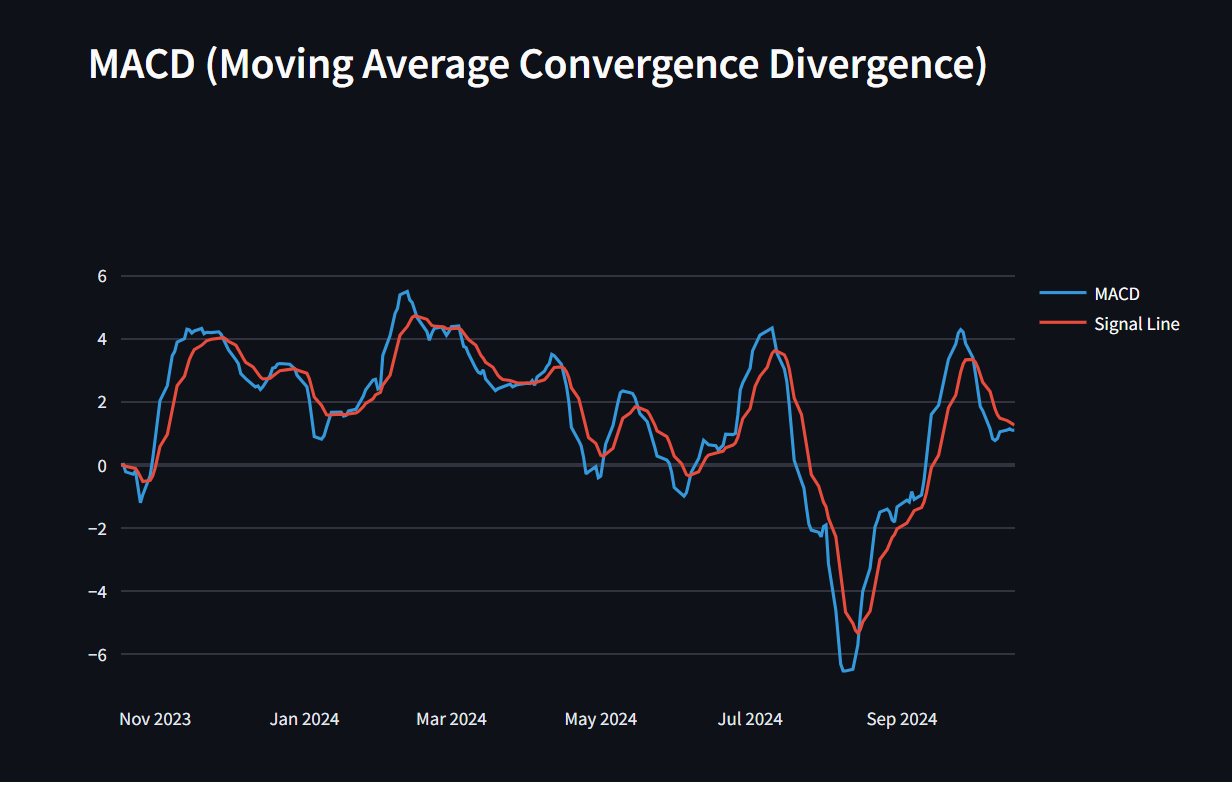 MACD (Moving Average Convergence Divergence)
6
4
2
0
−2
−4
−6
Nov 2023 Jan 2024 Mar 2024 May 2024 Jul 2024 Sep 2024
MACD
Signal Line